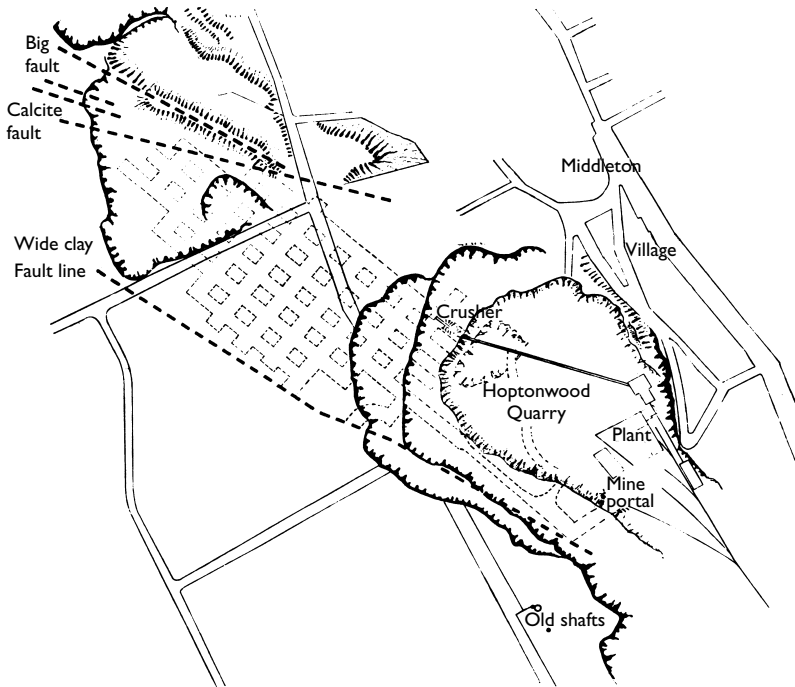 Big
fault
Calcite
fault
Middleton
Village
Wide clay
Fault line
Crusher
Hoptonwood
Quarry
Plant
Mine
portal
Old shafts